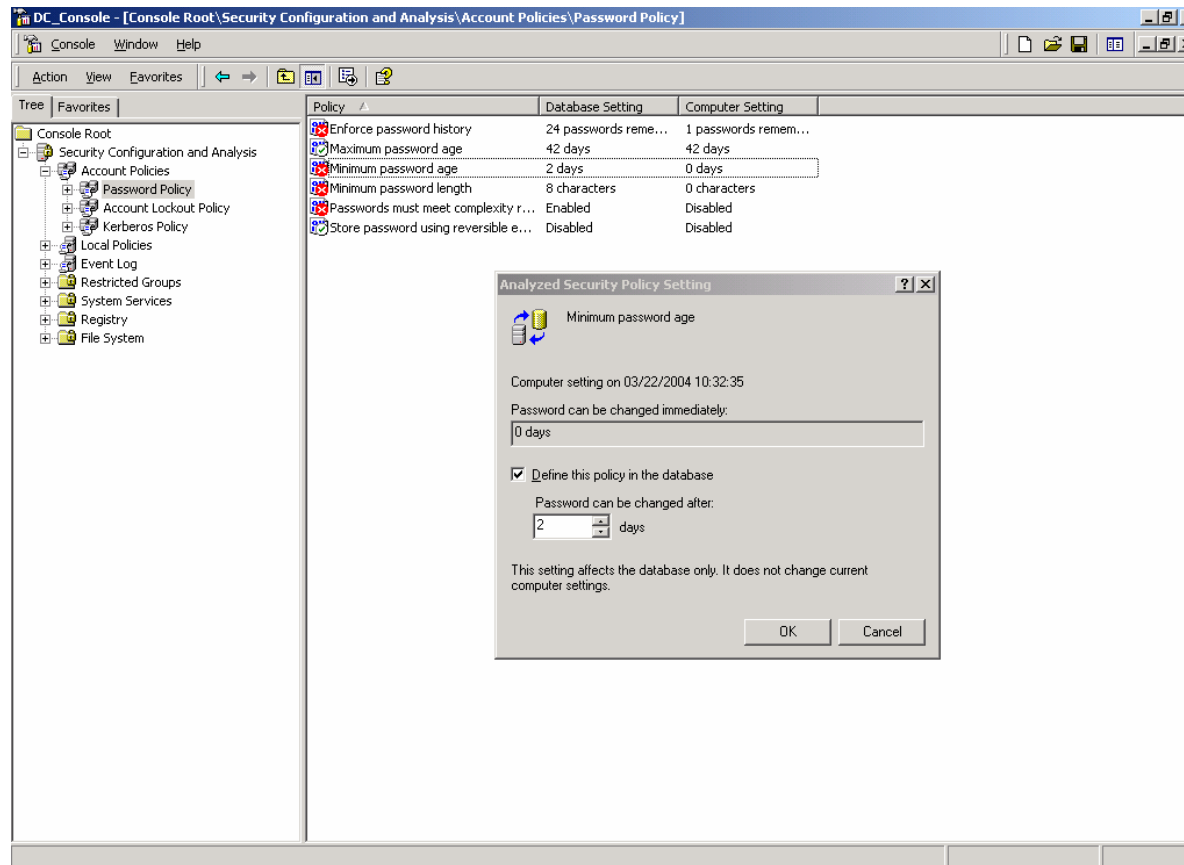 DC_Console - [Console Root\Security Configuration and Analysis\Account Policies\Password Policy]
Console Window Help
Action View Favorites
Tree Favorites
Console Root
Security Configuration and Analysis
Account Policies
Password Policy
Account Lockout Policy
Kerberos Policy
Local Policies
Event Log
Restricted Groups
System Services
Registry
File System
Policy Database Setting Computer Setting
Enforce password history 24 passwords reme... 1 passwords remem...
Maximum password age 42 days 42 days
Minimum password age 2 days 0 days
Minimum password length 8 characters 0 characters
Passwords must meet complexity r... Enabled Disabled
Store password using reversible e... Disabled Disabled
Analyzed Security Policy Setting
Minimum password age
Computer setting on 03/22/2004 10:32:35
Password can be changed immediately:
0 days
Define this policy in the database
Password can be changed after:
2 days
This setting affects the database only. It does not change current
computer settings.
OK Cancel